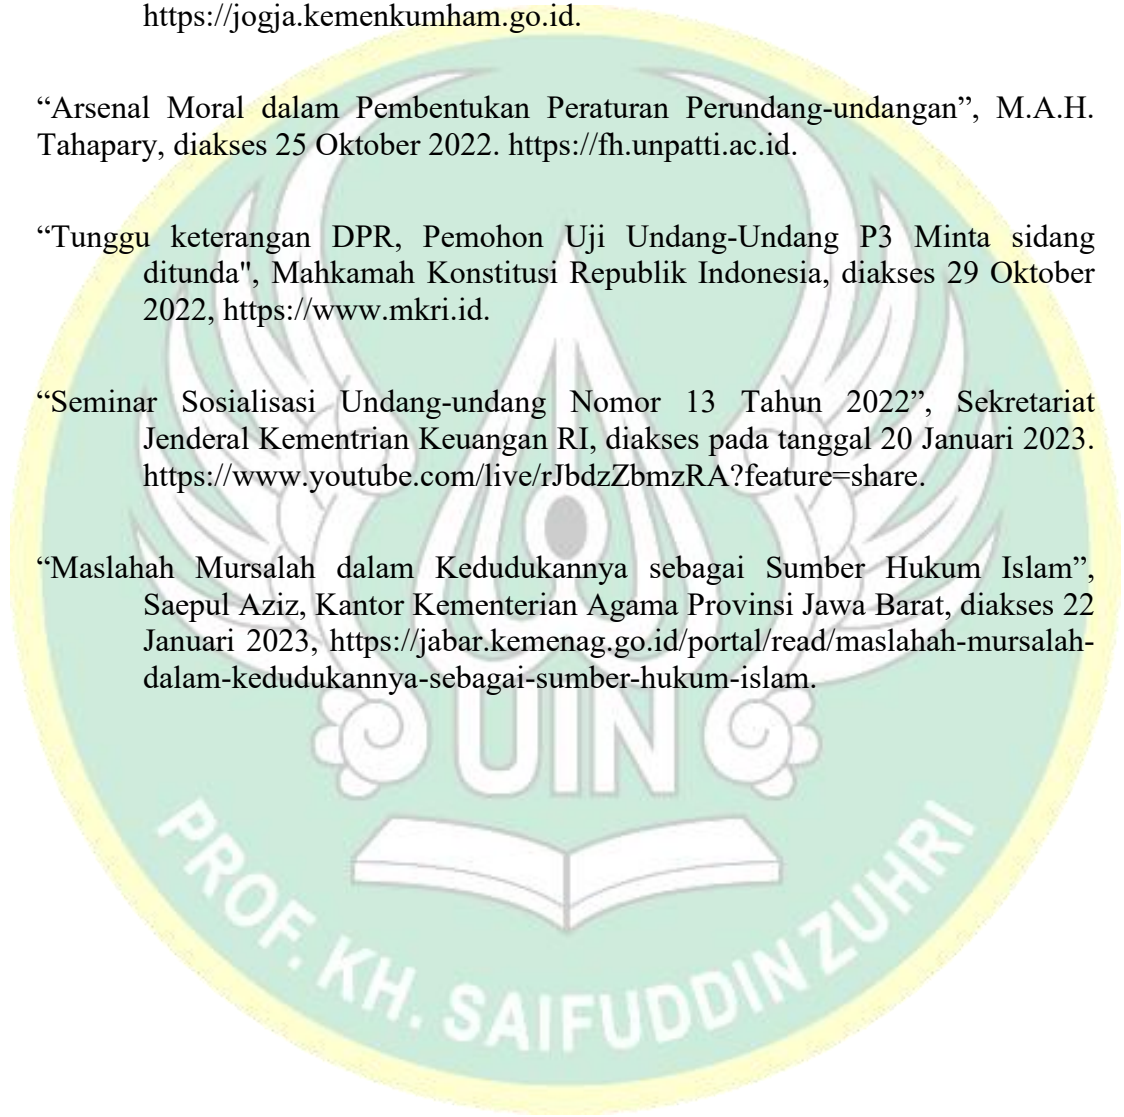 https://jogja.kemenkumham.go.id.
“Arsenal Moral dalam Pembentukan Peraturan Perundang-undangan”, M.A.H.
Tahapary, diakses 25 Oktober 2022. https://fh.unpatti.ac.id.
“Tunggu keterangan DPR, Pemohon Uji Undang-Undang P3 Minta sidang
ditunda", Mahkamah Konstitusi Republik Indonesia, diakses 29 Oktober
2022, https://www.mkri.id.
“Seminar Sosialisasi Undang-undang Nomor 13 Tahun 2022”, Sekretariat
Jenderal Kementrian Keuangan RI, diakses pada tanggal 20 Januari 2023.
https://www.youtube.com/live/rJbdzZbmzRA?feature=share.
“Maslahah Mursalah dalam Kedudukannya sebagai Sumber Hukum Islam”,
Saepul Aziz, Kantor Kementerian Agama Provinsi Jawa Barat, diakses 22
Januari 2023, https://jabar.kemenag.go.id/portal/read/maslahah-mursalah-
dalam-kedudukannya-sebagai-sumber-hukum-islam.
UIN
PROF. KH. SAIFUDDIN ZUHRI